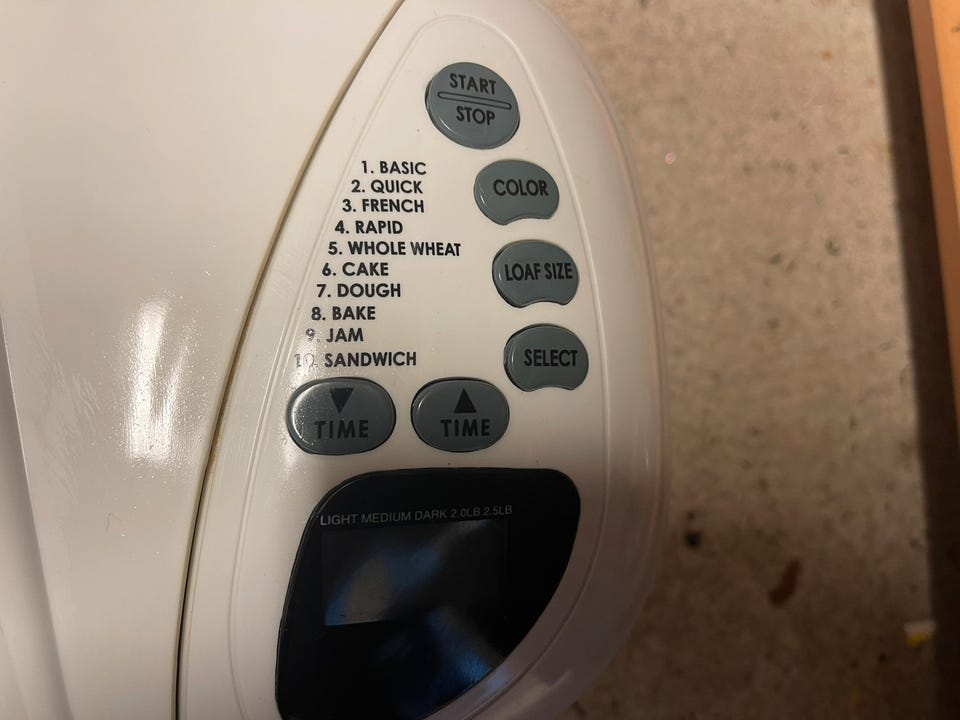 START
STOP
1. BASIC
2. QUICK
3. FRENCH
4. RAPID
5. WHOLE WHEAT
6. CAKE
7. DOUGH
8. BAKE
9. JAM
10. SANDWICH
COLOR
LOAF SIZE
SELECT
▼
TIME
▲
TIME
LIGHT MEDIUM DARK 2.0LB 2.5LB